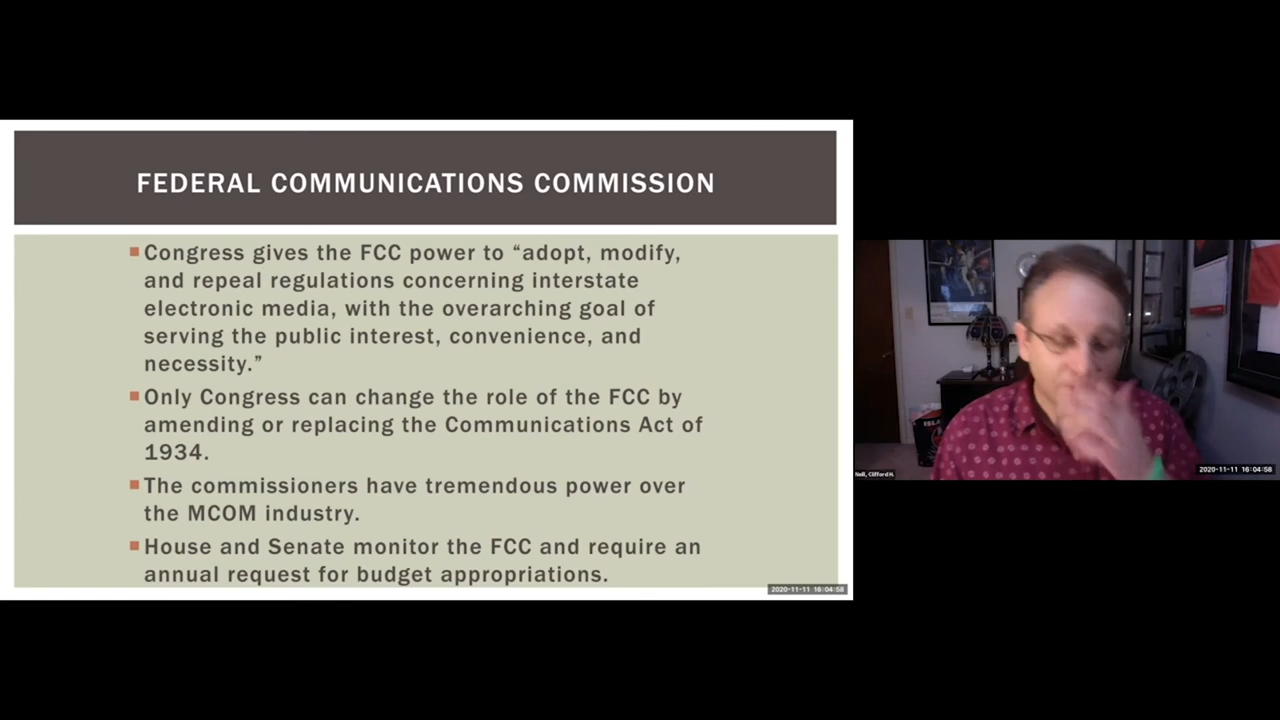 FEDERAL COMMUNICATIONS COMMISSION
Congress gives the FCC power to “adopt, modify,
and repeal regulations concerning interstate
electronic media, with the overarching goal of
serving the public interest, convenience, and
necessity.”
Only Congress can change the role of the FCC by
amending or replacing the Communications Act of
1934.
The commissioners have tremendous power over
the MCOM industry.
House and Senate monitor the FCC and require an
annual request for budget appropriations.
2020-11-11 16:04:58
Neill, Clifford H.
2020-11-11 16:04:58